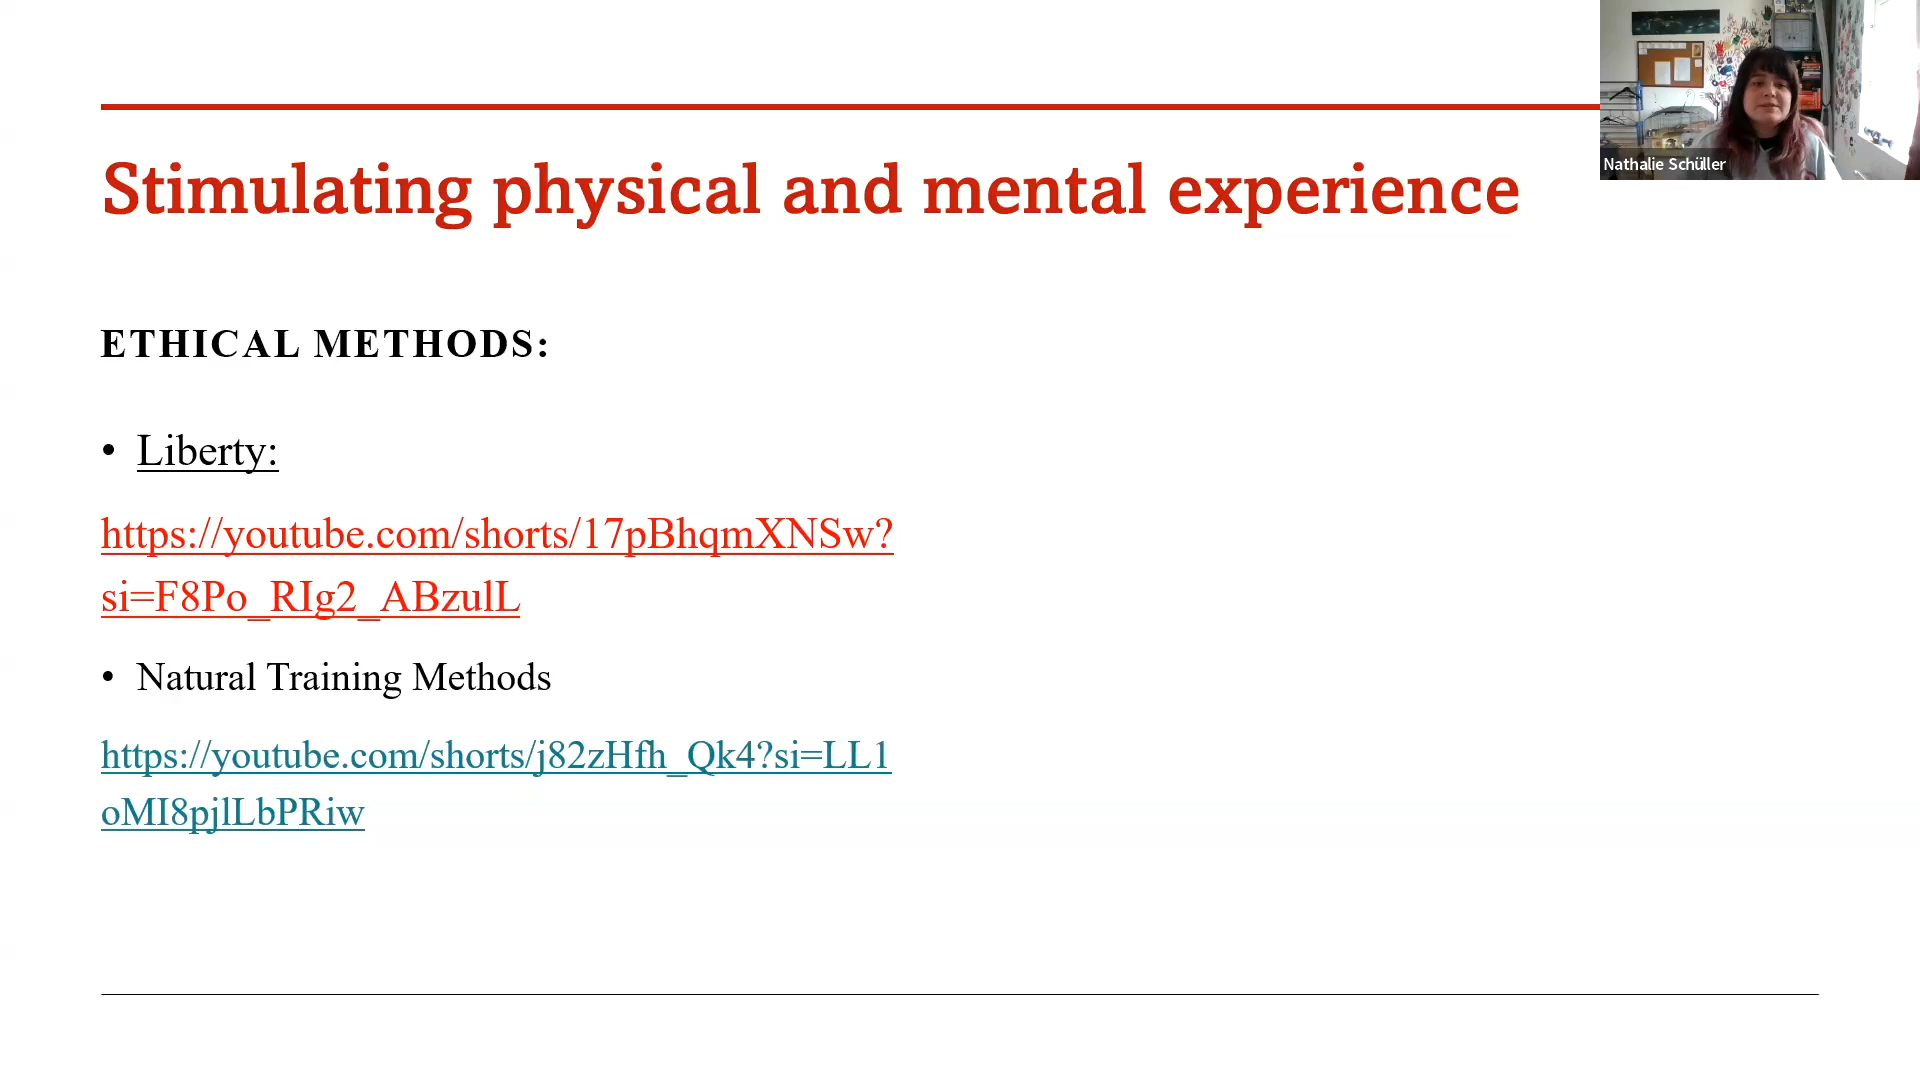 Stimulating physical and mental experience
Nathalie Schüller
ETHICAL METHODS:
• Liberty:
https://youtube.com/shorts/17pBhqmXNSw?
si=F8Po_RIg2_ABzulL
• Natural Training Methods
https://youtube.com/shorts/j82zHfh_Qk4?si=LL1
oMI8pjlLbPRiw